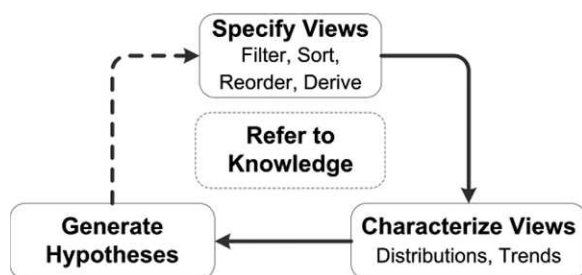 Specify Views
Filter, Sort,
Reorder, Derive
Refer to
Knowledge
Generate
Hypotheses
Characterize Views
Distributions, Trends